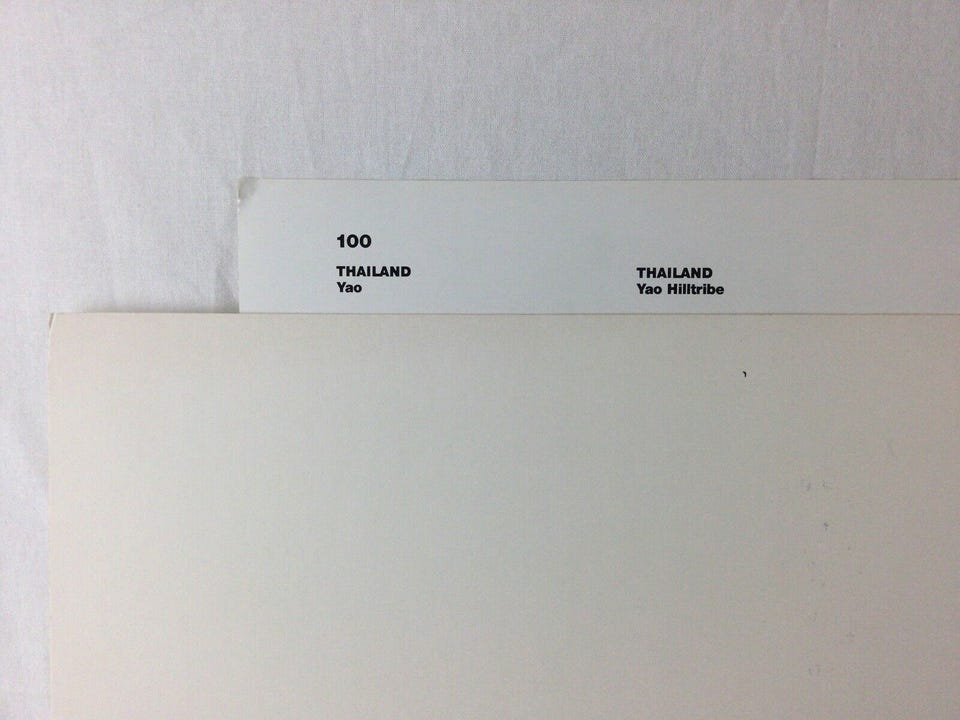 100
THAILAND
Yao
THAILAND
Yao Hilltribe